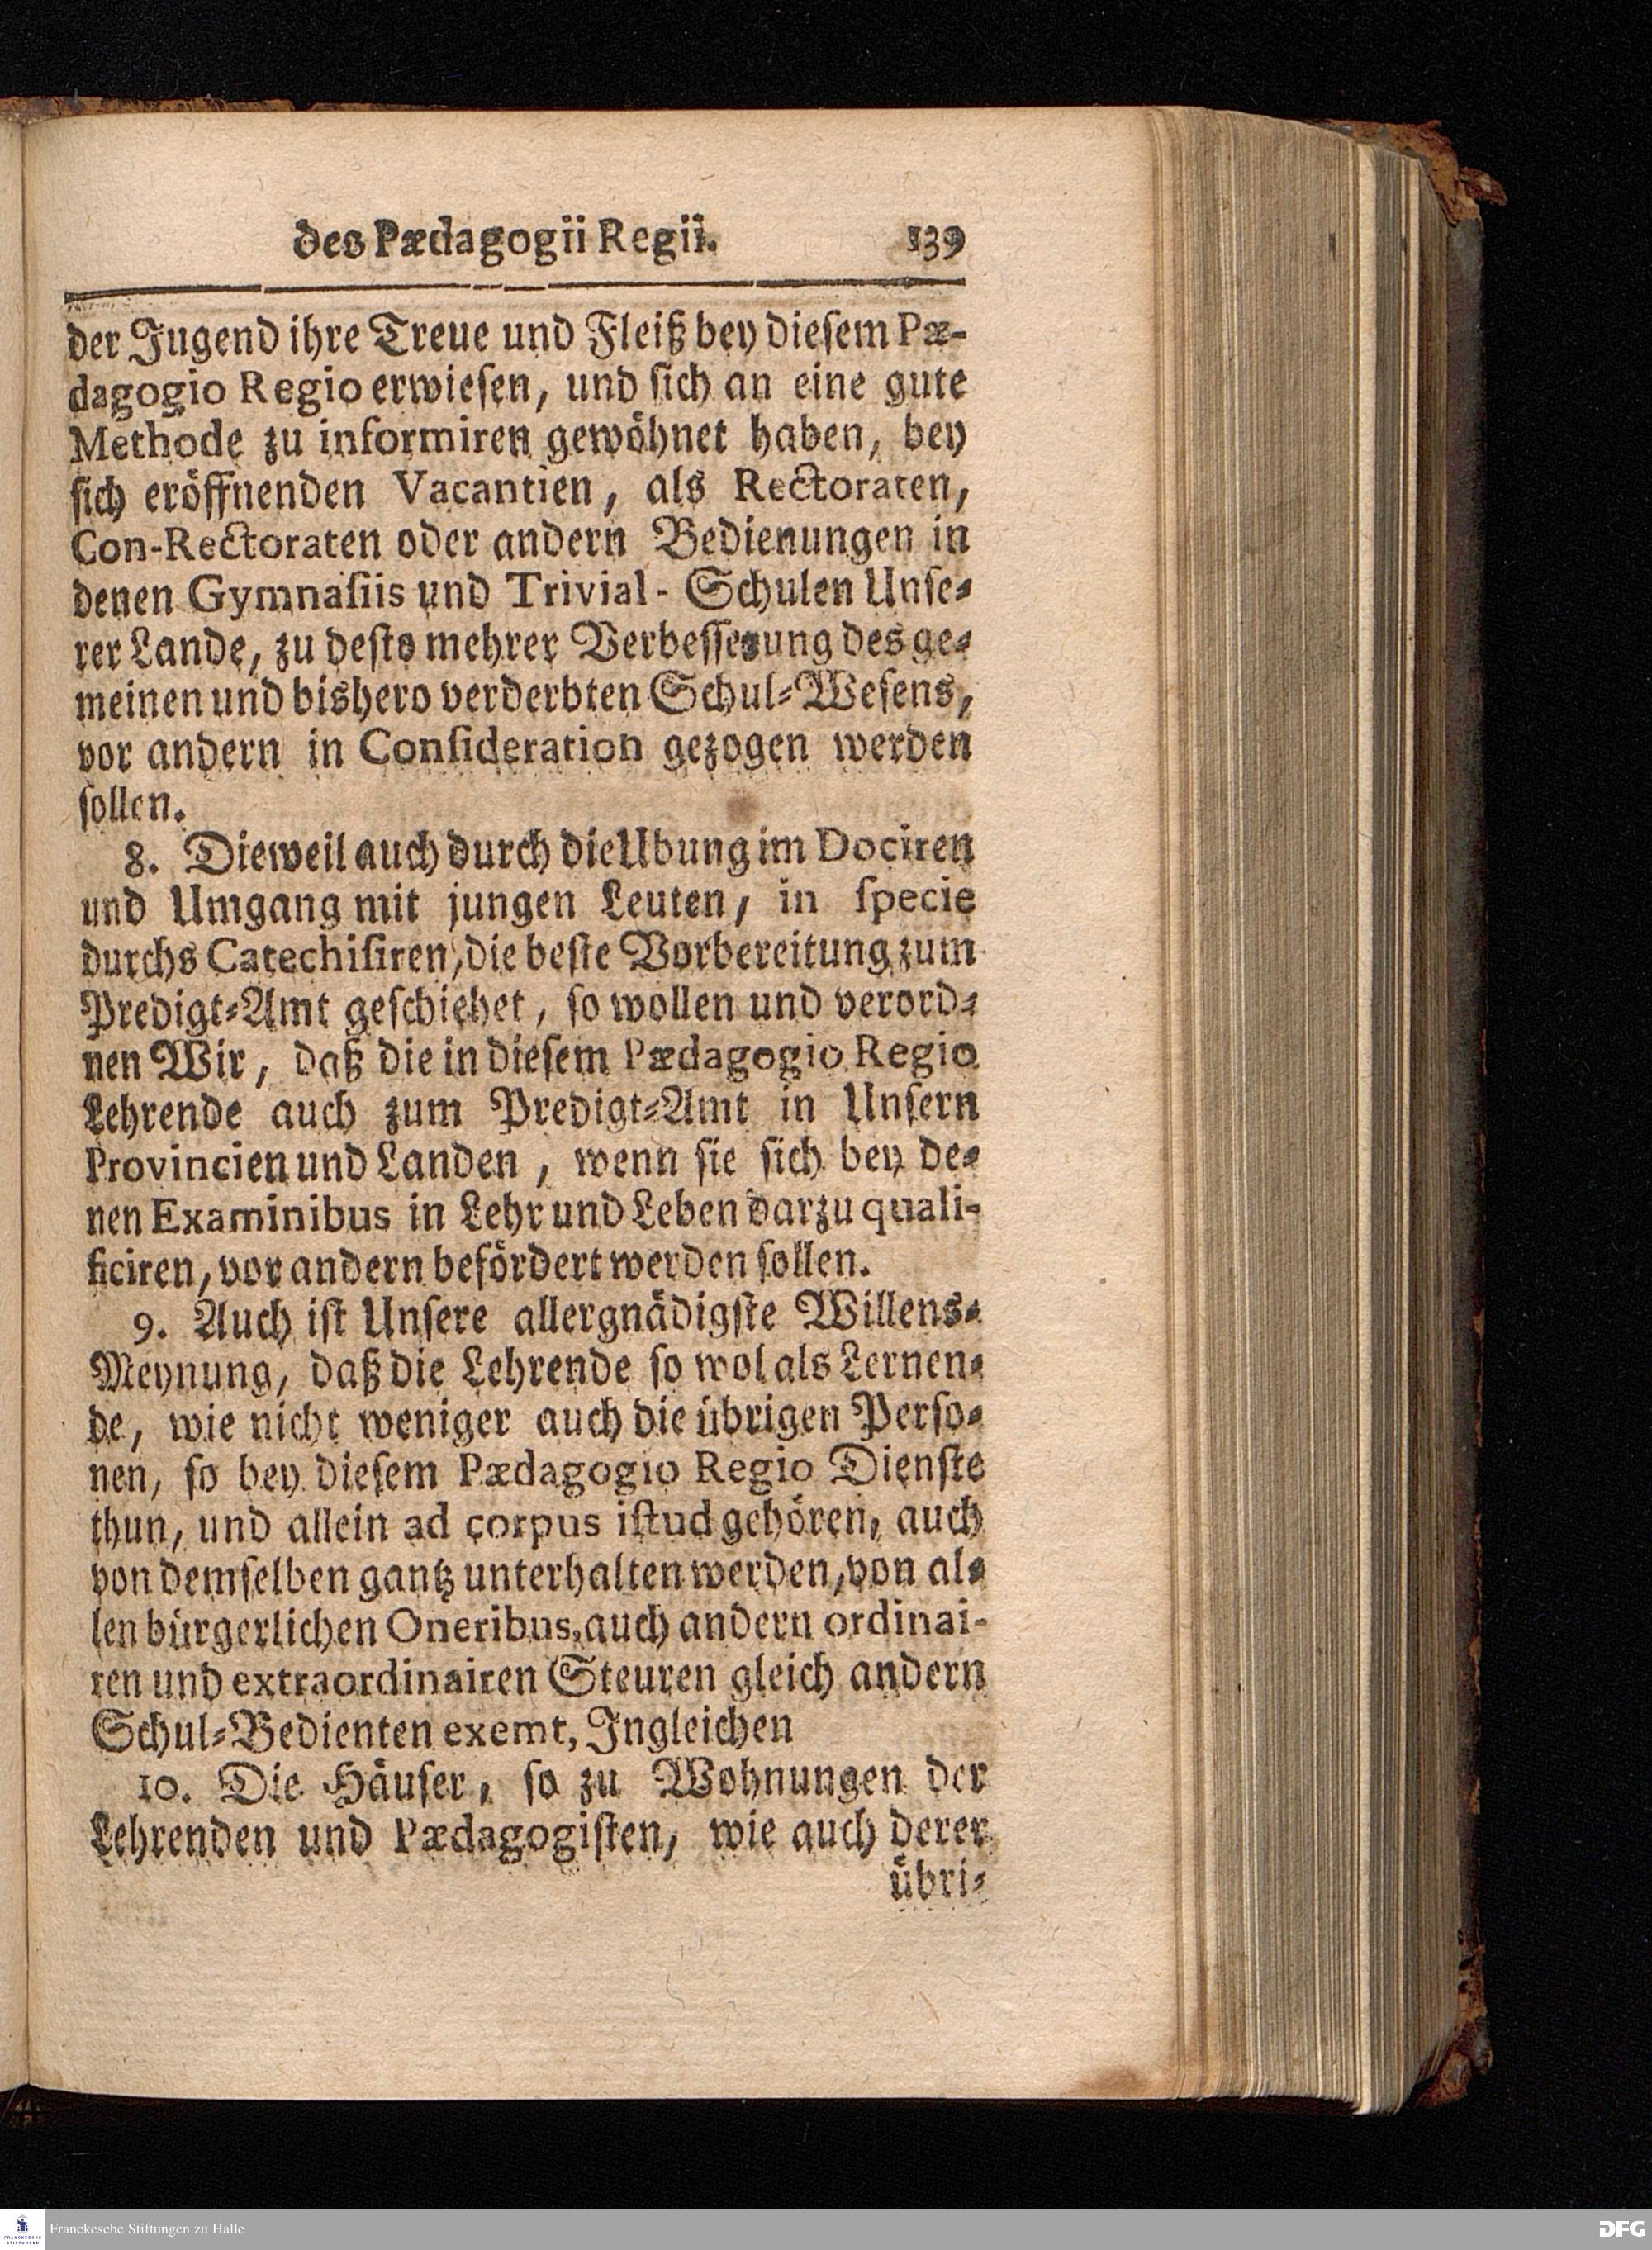 des Pædagogii Regii. 139
der Jugend ihre Treue und Fleiß bey diesem Pæ-
dagogio Regio erwiesen, und sich an eine gute
Methode zu informiren gewöhnet haben, bey
sich eröffnenden Vacantien, als Rectoraten,
Con-Rectoraten oder andern Bedienungen in
denen Gymnasiis und Trivial-Schulen Unse-
rer Lande, zu desto mehrer Verbesserung des ge-
meinen und bishero verderbten Schul-Wesens,
vor andern in Consideration gezogen werden
sollen.
8. Dieweil auch durch die Ubung im Dociren
und Umgang mit jungen Leuten, in specie
durchs Catechisiren, die beste Vorbereitung zum
Predigt-Amt geschiehet, so wollen und verord-
nen Wir, daß die in diesem Pædagogio Regio
Lehrende auch zum Predigt-Amt in Unsern
Provincien und Landen, wenn sie sich bey de-
nen Examinibus in Lehr und Leben darzu quali-
ficiren, vor andern befördert werden sollen.
9. Auch ist Unsere allergnädigste Willens-
Meynung, daß die Lehrende so wol als Lernen-
de, wie nicht weniger auch die übrigen Perso-
nen, so bey diesem Pædagogio Regio Dienste
thun, und allein ad corpus istud gehören, auch
von demselben gantz unterhalten werden, von al-
len bürgerlichen Oneribus, auch andern ordinai-
ren und extraordinairen Steuren gleich andern
Schul-Bedienten exemt, Ingleichen
10. Die Häuser, so zu Wohnungen der
Lehrenden und Pædagogisten, wie auch derer
übri-
FRANCKESCHE
STIFTUNGEN
Franckesche Stiftungen zu Halle
DFG